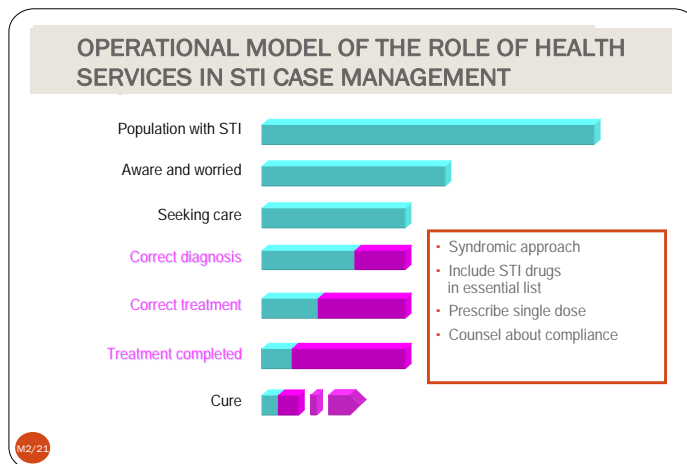 OPERATIONAL MODEL OF THE ROLE OF HEALTH
SERVICES IN STI CASE MANAGEMENT
Population with STI
Aware and worried
Seeking care
Correct diagnosis
Correct treatment
Treatment completed
Cure
• Syndromic approach
• Include STI drugs
in essential list
• Prescribe single dose
• Counsel about compliance
M2/21